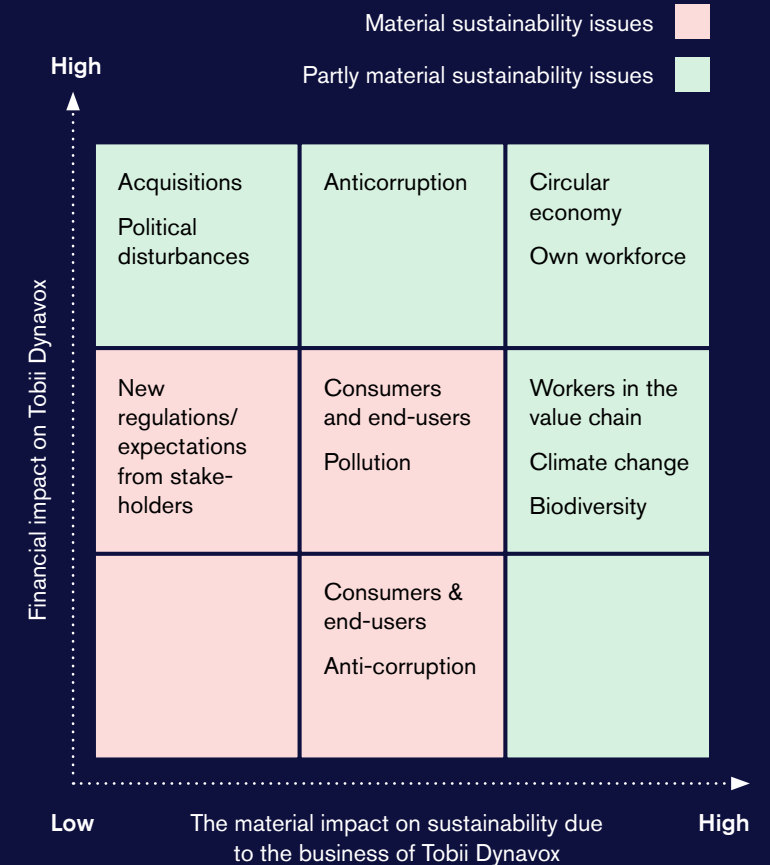 Material sustainability issues
Partly material sustainability issues
High
Financial impact on Tobii Dynavox
Acquisitions
Political
disturbances
Anticorruption
Circular
economy
Own workforce
New
regulations/
expectations
from stake-
holders
Consumers
and end-users
Pollution
Workers in the
value chain
Climate change
Biodiversity
Consumers &
end-users
Anti-corruption
Low
The material impact on sustainability due
to the business of Tobii Dynavox
High